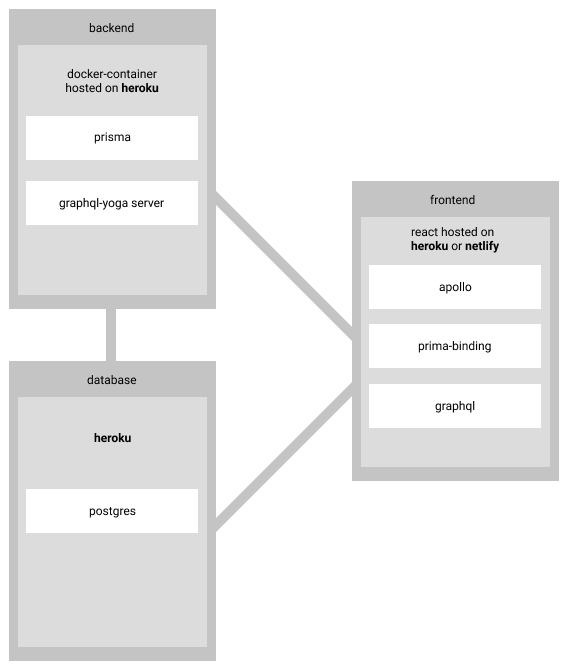 backend
docker-container
hosted on heroku
prisma
graphql-yoga server
frontend
react hosted on
heroku or netlify
apollo
prima-binding
graphql
database
heroku
postgres